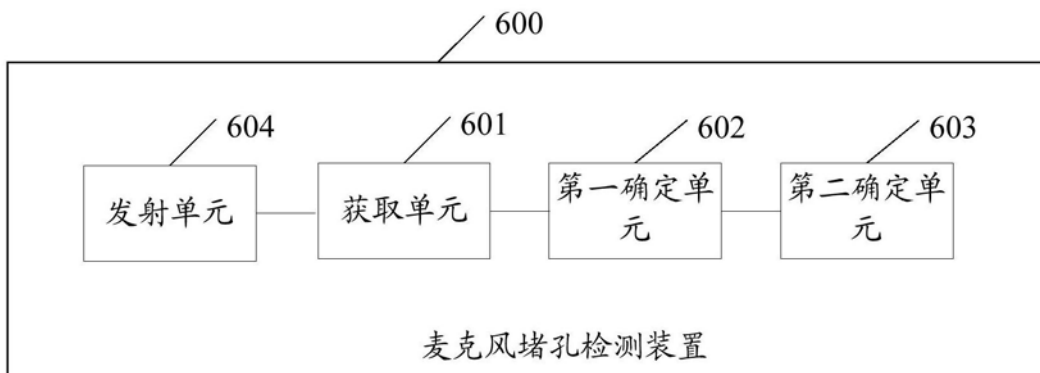 600
604
601
602
603
发射单元
获取单元
第一确定单
元
第二确定单
元
麦克风堵孔检测装置